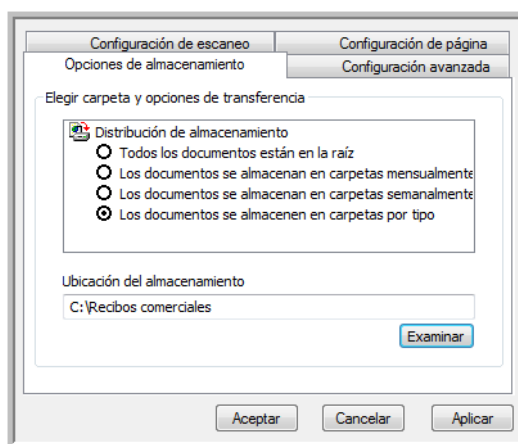 Configuración de escaneo
Configuración de página
Opciones de almacenamiento
Configuración avanzada
Elegir carpeta y opciones de transferencia
Distribución de almacenamiento
Todos los documentos están en la raíz
Los documentos se almacenan en carpetas mensualmente
Los documentos se almacenan en carpetas semanalmente
Los documentos se almacenen en carpetas por tipo
Ubicación del almacenamiento
C:\Recibos comerciales
Examinar
Aceptar
Cancelar
Aplicar